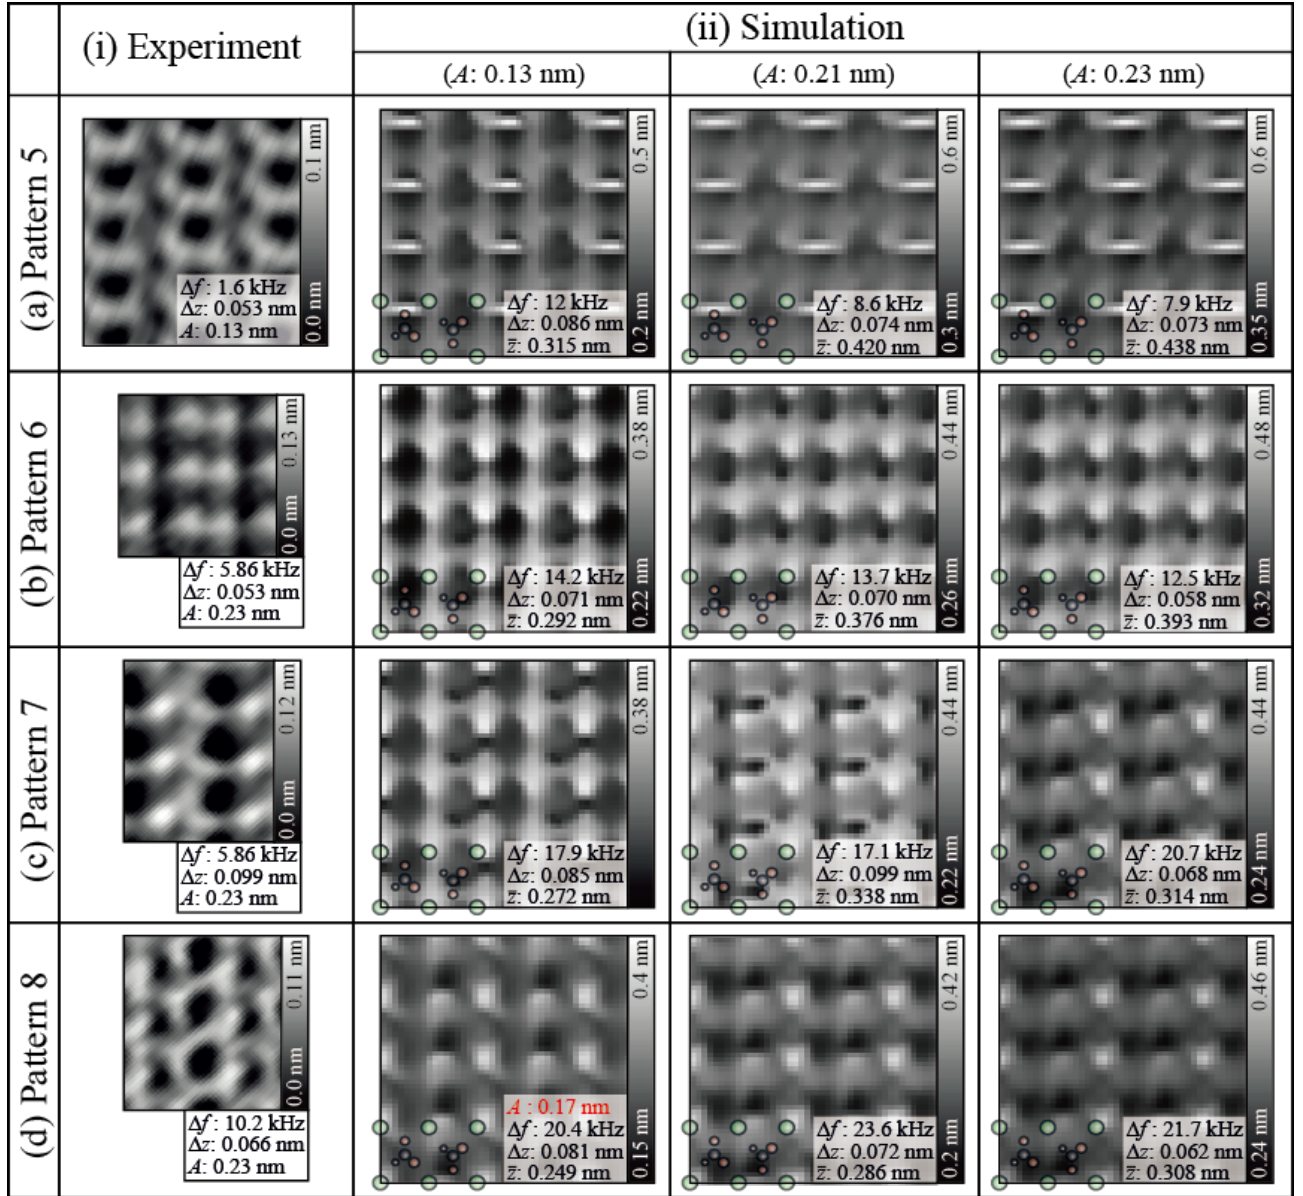 (i) Experiment
(ii) Simulation
(A: 0.13 nm)
(A: 0.21 nm)
(A: 0.23 nm)
(a) Pattern 5
0.1 nm
0.0 nm
Δf : 1.6 kHz
Δz: 0.053 nm
A: 0.13 nm
0.5 nm
0.2 nm
Δf : 12 kHz
Δz: 0.086 nm
z̄: 0.315 nm
0.6 nm
0.3 nm
Δf : 8.6 kHz
Δz: 0.074 nm
z̄: 0.420 nm
0.6 nm
0.35 nm
Δf : 7.9 kHz
Δz: 0.073 nm
z̄: 0.438 nm
(b) Pattern 6
0.13 nm
0.0 nm
Δf : 5.86 kHz
Δz: 0.053 nm
A: 0.23 nm
0.38 nm
0.22 nm
Δf : 14.2 kHz
Δz: 0.071 nm
z̄: 0.292 nm
0.44 nm
0.26 nm
Δf : 13.7 kHz
Δz: 0.070 nm
z̄: 0.376 nm
0.48 nm
0.32 nm
Δf : 12.5 kHz
Δz: 0.058 nm
z̄: 0.393 nm
(c) Pattern 7
0.12 nm
0.0 nm
Δf : 5.86 kHz
Δz: 0.099 nm
A: 0.23 nm
0.38 nm
Δf : 17.9 kHz
Δz: 0.085 nm
z̄: 0.272 nm
0.44 nm
0.22 nm
Δf : 17.1 kHz
Δz: 0.099 nm
z̄: 0.338 nm
0.44 nm
0.24 nm
Δf : 20.7 kHz
Δz: 0.068 nm
z̄: 0.314 nm
(d) Pattern 8
0.11 nm
0.0 nm
Δf : 10.2 kHz
Δz: 0.066 nm
A: 0.23 nm
0.4 nm
0.15 nm
A : 0.17 nm
Δf : 20.4 kHz
Δz: 0.081 nm
z̄: 0.249 nm
0.42 nm
0.2 nm
Δf : 23.6 kHz
Δz: 0.072 nm
z̄: 0.286 nm
0.46 nm
0.24 nm
Δf : 21.7 kHz
Δz: 0.062 nm
z̄: 0.308 nm